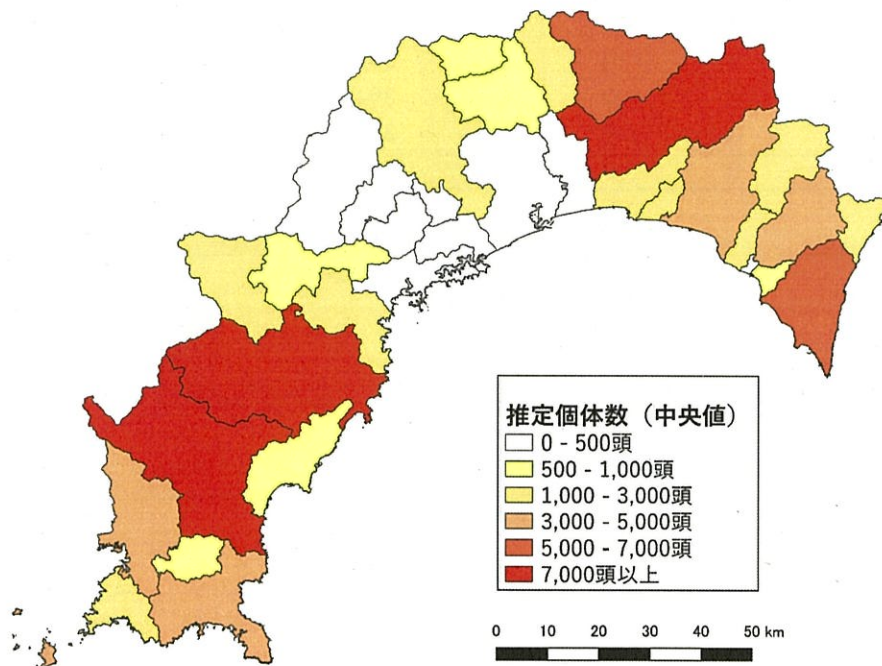 推定個体数（中央値）
0 - 500頭
500 - 1,000頭
1,000 - 3,000頭
3,000 - 5,000頭
5,000 - 7,000頭
7,000頭以上
0 10 20 30 40 50 km